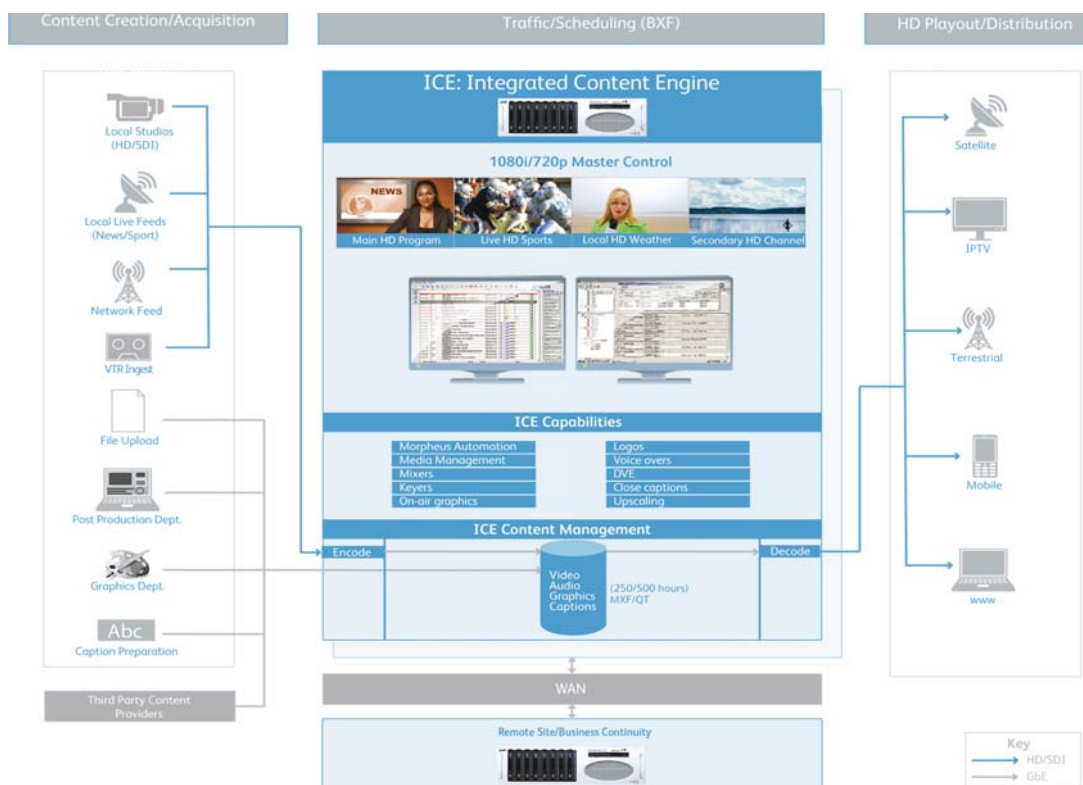 Content Creation/Acquisition
Traffic/Scheduling (BXF)
HD Playout/Distribution
Local Studios
(HD/SDI)
Local Live Feeds
(News/Sport)
Network Feed
VTR Ingest
File Upload
Post Production Dept.
Graphics Dept.
Abc
Caption Preparation
Third Party Content
Providers
ICE: Integrated Content Engine
1080i/720p Master Control
NEWS
Main HD Program
Live HD Sports
Local HD Weather
Secondary HD Channel
ICE Capabilities
Morpheus Automation
Media Management
Mixers
Keyers
On-air graphics
Logos
Voice overs
DVE
Close captions
Upscaling
ICE Content Management
Encode
Decode
Video
Audio
Graphics
Captions
(250/500 hours)
MXF/QT
WAN
Remote Site/Business Continuity
Satellite
IPTV
Terrestrial
Mobile
www
Key
HD/SDI
GbE